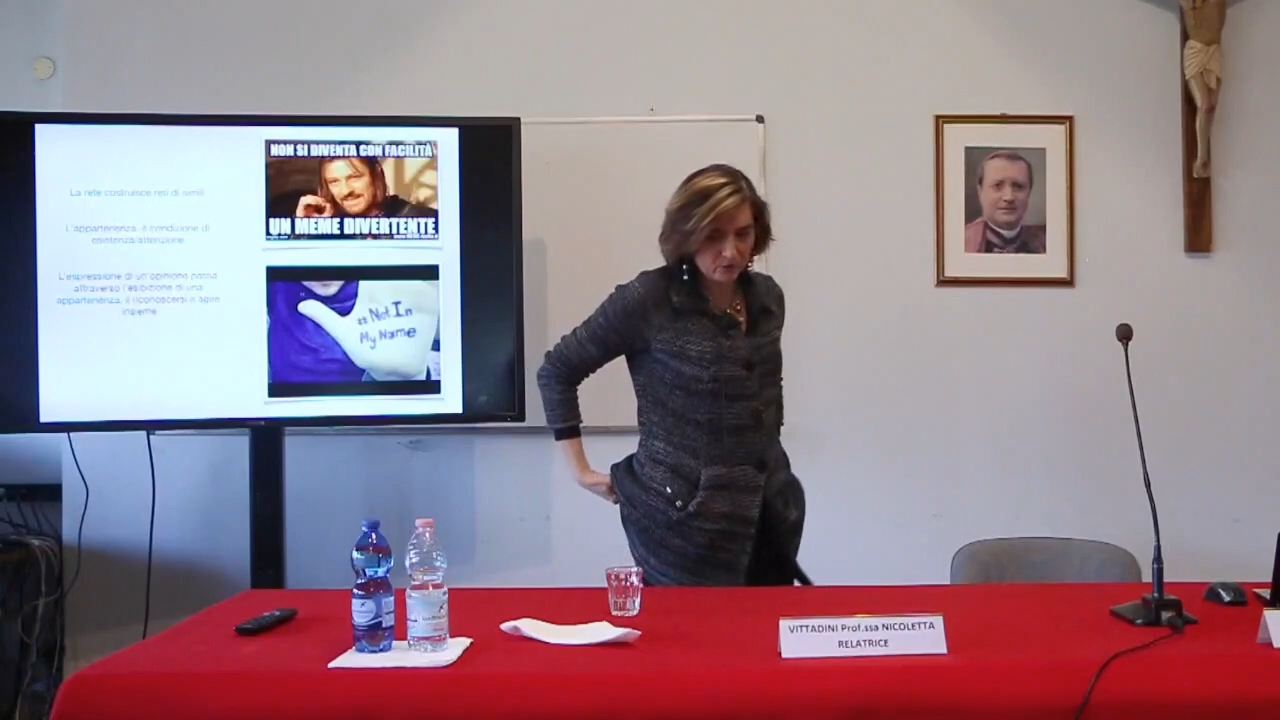 La rete costruisce reti di simili
L'appartenenza, il condizione di
esistenza/attenzione
L'espressione di un'opinione passa
attraverso l'esibizione di una
appartenenza, il riconoscersi o agire
insieme
NON SI DIVENTA CON FACILITÀ
UN MEME DIVERTENTE
#NotIn
My Name
VITTADINI Prof.ssa NICOLETTA
RELATRICE